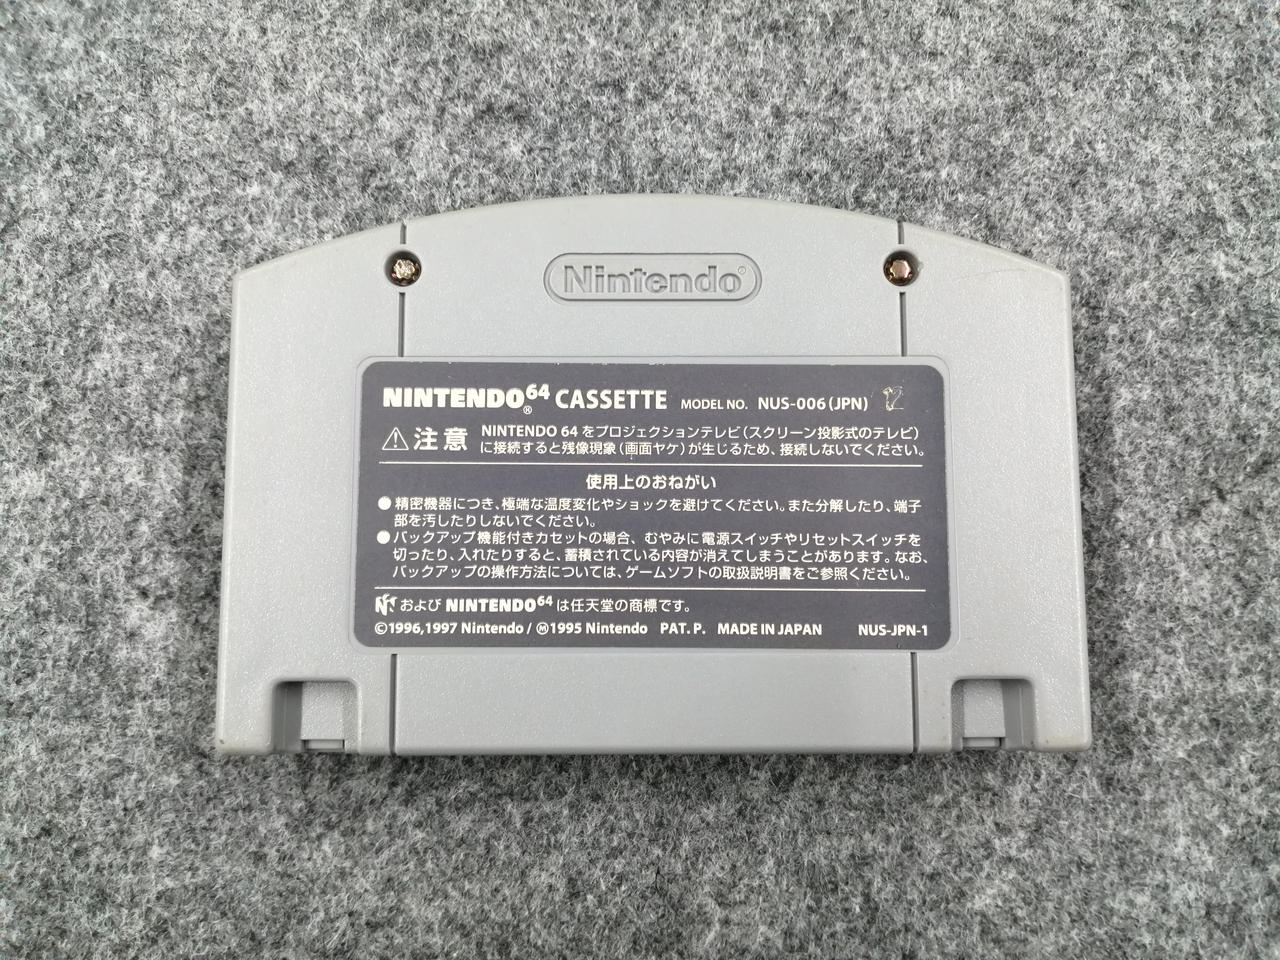 Nintendo®
NINTENDO®64 CASSETTE MODEL NO. NUS-006(JPN) 12
⚠注意 NINTENDO 64 をプロジェクションテレビ(スクリーン投影式のテレビ)
に接続すると残像現象(画面ヤケ)が生じるため、接続しないでください。
使用上のおねがい
●精密機器につき、極端な温度変化やショックを避けてください。また分解したり、端子
部を汚したりしないでください。
●バックアップ機能付きカセットの場合、むやみに電源スイッチやリセットスイッチを
切ったり、入れたりすると、蓄積されている内容が消えてしまうことがあります。なお、
バックアップの操作方法については、ゲームソフトの取扱説明書をご参照ください。
および NINTENDO64 は任天堂の商標です。
©1996,1997 Nintendo / Ⓜ1995 Nintendo PAT. P. MADE IN JAPAN NUS-JPN-1